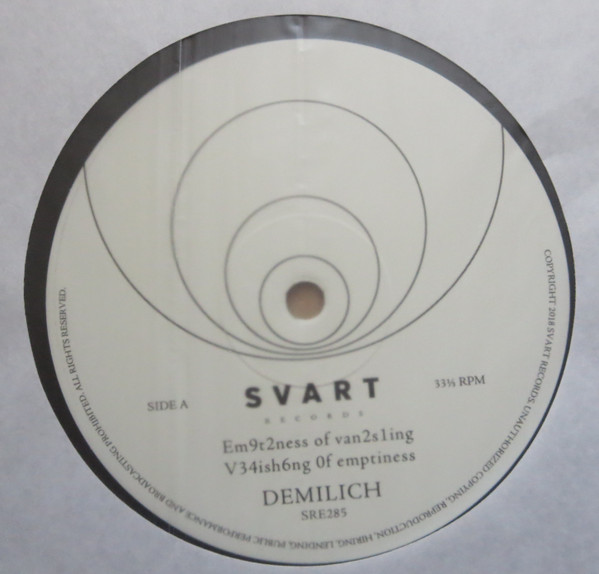 SVART
RECORDS
SIDE A
33⅓ RPM
Em9t2ness of van2s1ing
V34ish6ng 0f emptiness
DEMILICH
SRE285
COPYRIGHT 2018 SVART RECORDS. UNAUTHORIZED COPYING, REPRODUCTION, HIRING, LENDING, PUBLIC PERFORMANCE AND BROADCASTING PROHIBITED. ALL RIGHTS RESERVED.